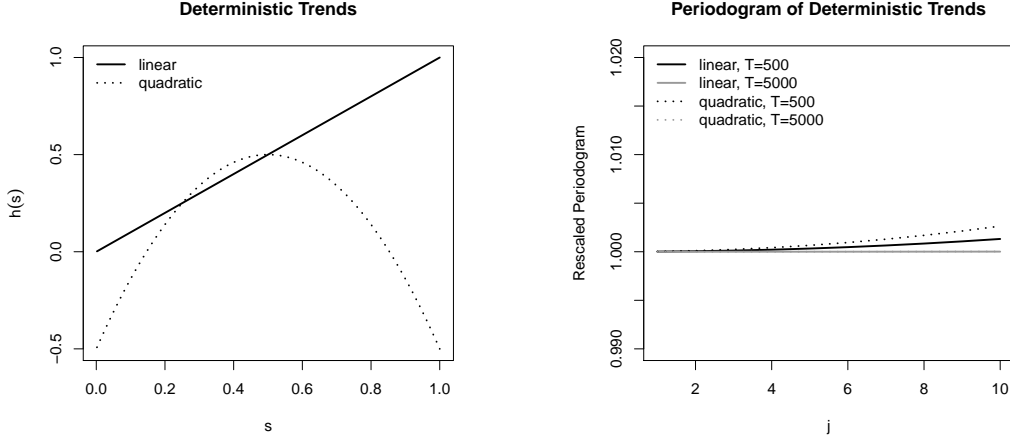 Deterministic Trends
linear
quadratic
h(s)
1.0
0.5
0.0
−0.5
0.0 0.2 0.4 0.6 0.8 1.0
s
Periodogram of Deterministic Trends
linear, T=500
linear, T=5000
quadratic, T=500
quadratic, T=5000
Rescaled Periodogram
1.020
1.010
1.000
0.990
2 4 6 8 10
j